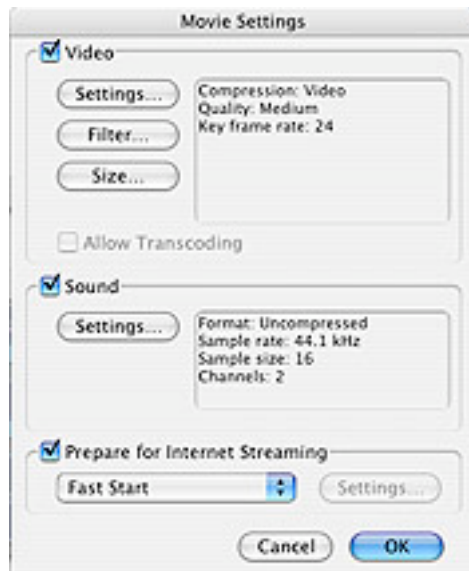 Movie Settings
Video
Settings...
Filter...
Size...
Compression: Video
Quality: Medium
Key frame rate: 24
Allow Transcoding
Sound
Settings...
Format: Uncompressed
Sample rate: 44.1 kHz
Sample size: 16
Channels: 2
Prepare for Internet Streaming
Fast Start
Settings...
Cancel
OK